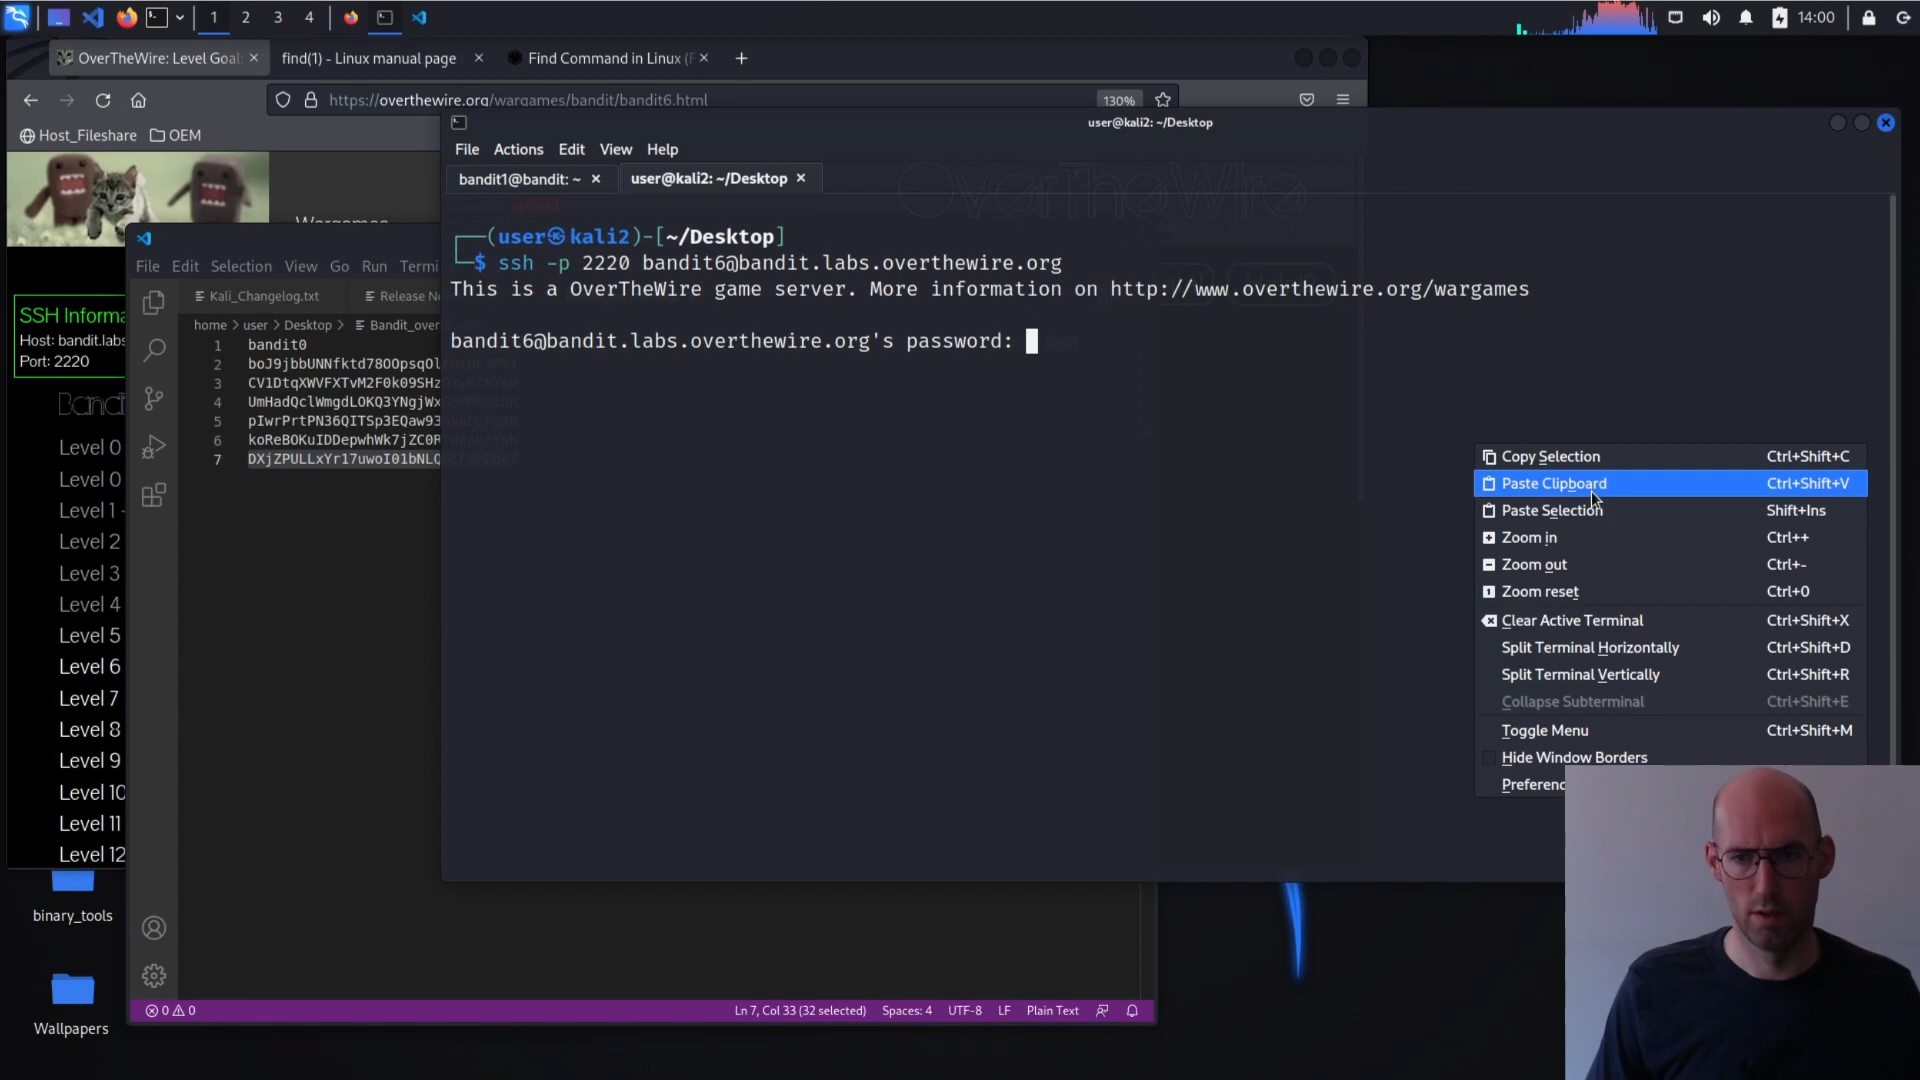 1 2 3 4 14:00
OverTheWire: Level Goal:
find(1) - Linux manual page
Find Command in Linux (F
https://overthewire.org/wargames/bandit/bandit6.html
130%
Host_Fileshare
OEM
user@kali2: ~/Desktop
File Actions Edit View Help
bandit1@bandit: ~
user@kali2: ~/Desktop
OverTheWire
updated
Wargames
┌──(user㉿kali2)-[~/Desktop]
└─$ ssh -p 2220 bandit6@bandit.labs.overthewire.org
This is a OverTheWire game server. More information on http://www.overthewire.org/wargames
bandit6@bandit.labs.overthewire.org's password:
File Edit Selection View Go Run Termi
Kali_Changelog.txt
Release N
home > user > Desktop > Bandit_over
1 bandit0
2 boJ9jbbUNNfktd78OOpsqOl
3 CV1DtqXWVFXTvM2F0k09SHz
4 UmHadQclWmgdLOKQ3YNgjWx
5 pIwrPrtPN36QITSp3EQaw93
6 koReBOKuIDDepwhWk7jZC0R
7 DXjZPULLxYr17uwoI01bNLQ
SSH Informa
Host: bandit.labs
Port: 2220
Bandit
Level 0
Level 0
Level 1 -
Level 2
Level 3
Level 4
Level 5
Level 6
Level 7
Level 8
Level 9
Level 10
Level 11
Level 12
Copy Selection Ctrl+Shift+C
Paste Clipboard Ctrl+Shift+V
Paste Selection Shift+Ins
Zoom in Ctrl++
Zoom out Ctrl+-
Zoom reset Ctrl+0
Clear Active Terminal Ctrl+Shift+X
Split Terminal Horizontally Ctrl+Shift+D
Split Terminal Vertically Ctrl+Shift+R
Collapse Subterminal Ctrl+Shift+E
Toggle Menu Ctrl+Shift+M
Hide Window Borders
Preferenc
binary_tools
Wallpapers
0 0
Ln 7, Col 33 (32 selected) Spaces: 4 UTF-8 LF Plain Text